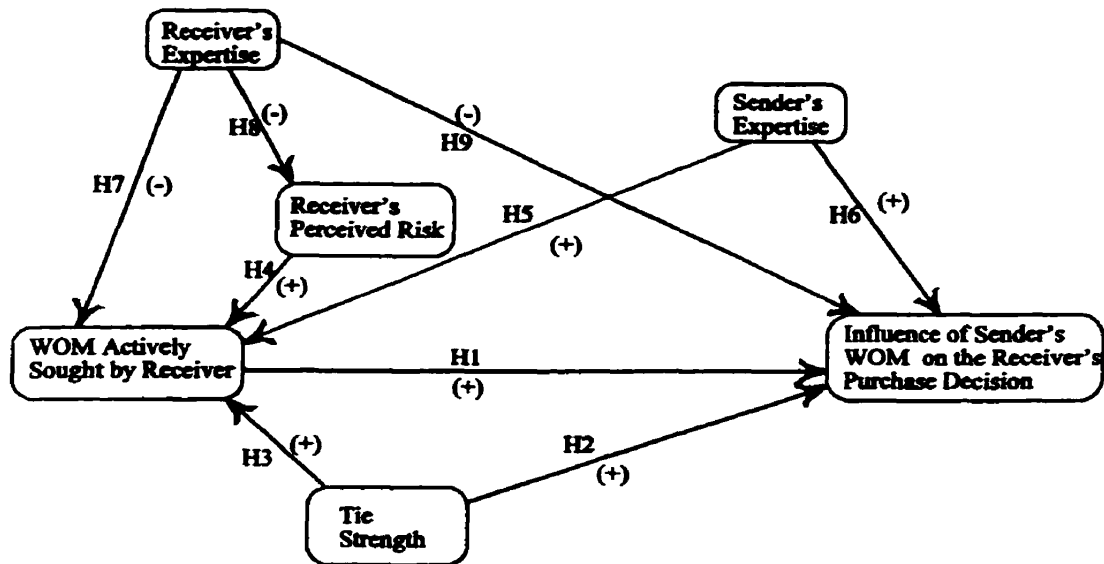 Receiver's
Expertise
Sender's
Expertise
H8
(-)
(-)
H9
H7
(-)
Receiver's
Perceived Risk
H5
(+)
H6
(+)
H4
(+)
WOM Actively
Sought by Receiver
H1
(+)
Influence of Sender's
WOM on the Receiver's
Purchase Decision
H3
(+)
H2
(+)
Tie
Strength